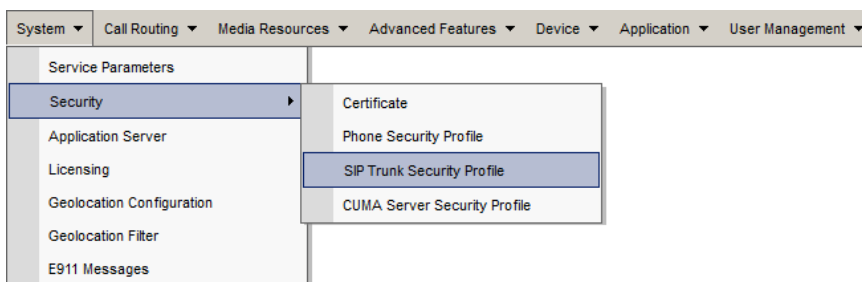 System Call Routing Media Resources Advanced Features Device Application User Management
Service Parameters
Security
Application Server
Licensing
Geolocation Configuration
Geolocation Filter
E911 Messages
Certificate
Phone Security Profile
SIP Trunk Security Profile
CUMA Server Security Profile